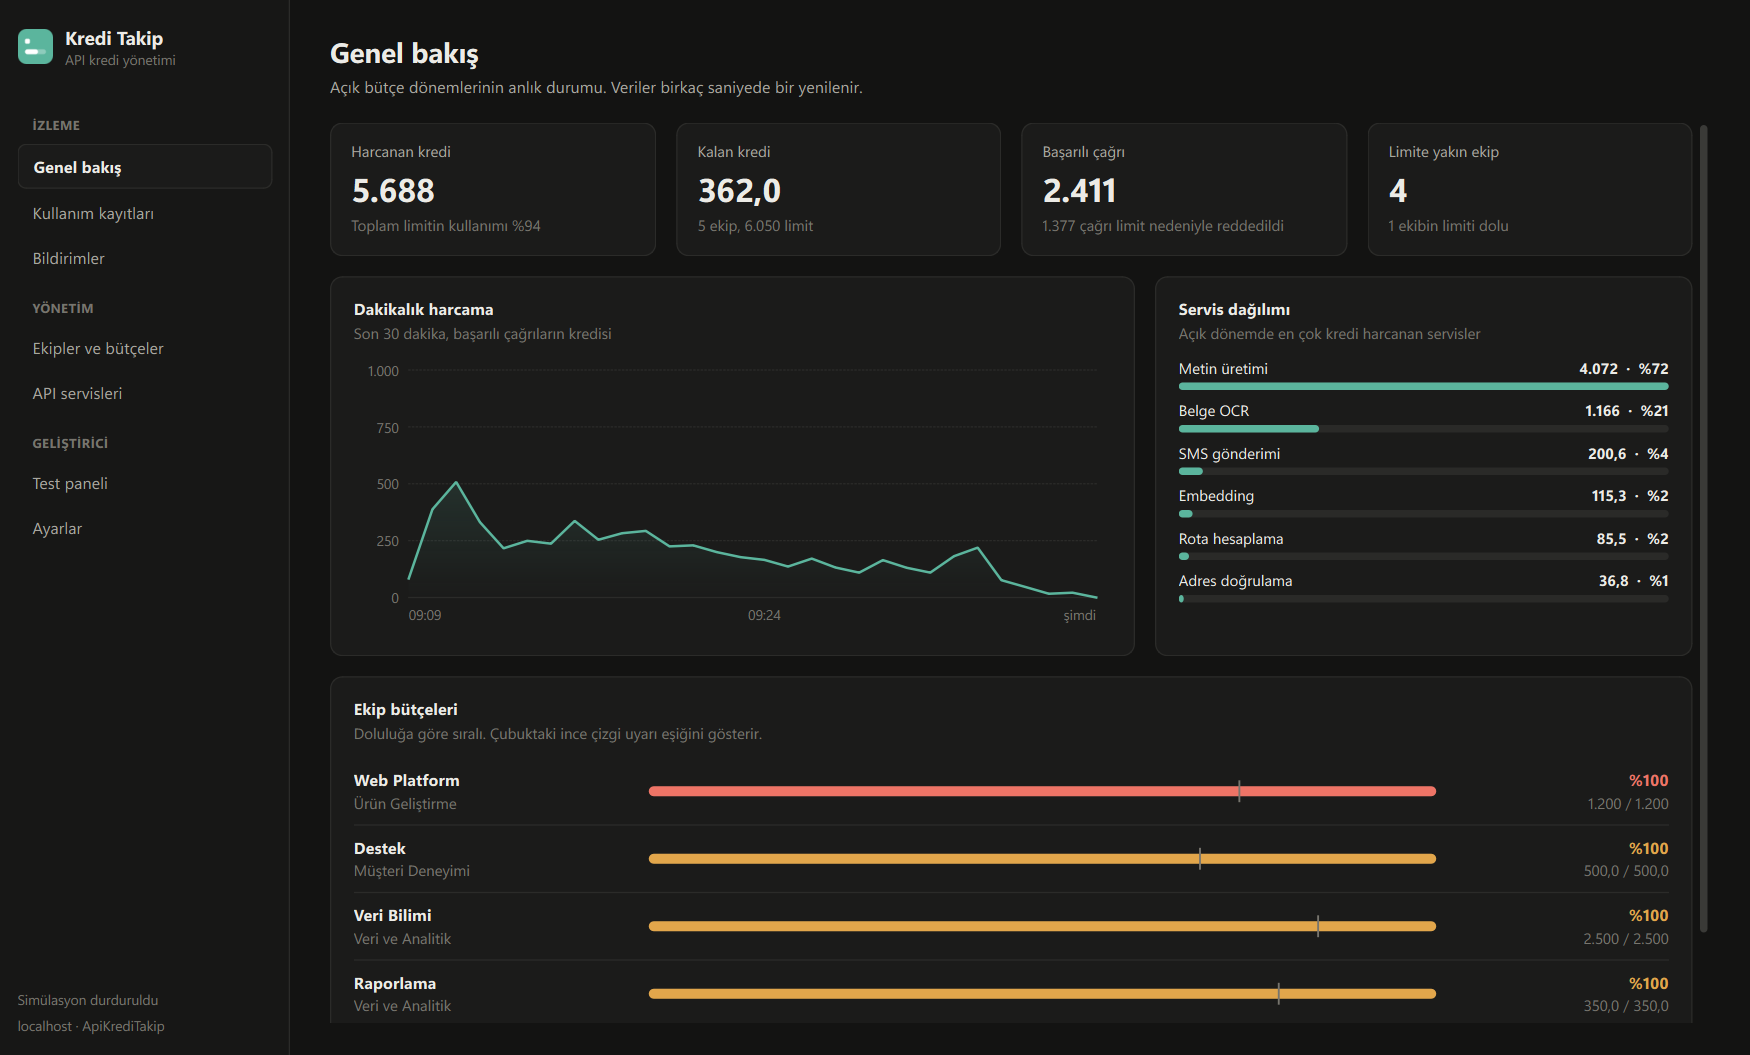 Kredi Takip
API kredi yönetimi
İZLEME
Genel bakış
Kullanım kayıtları
Bildirimler
YÖNETİM
Ekipler ve bütçeler
API servisleri
GELİŞTİRİCİ
Test paneli
Ayarlar
Simülasyon durduruldu
localhost · ApiKrediTakip
Genel bakış
Açık bütçe dönemlerinin anlık durumu. Veriler birkaç saniyede bir yenilenir.
Harcanan kredi
5.688
Toplam limitin kullanımı %94
Kalan kredi
362,0
5 ekip, 6.050 limit
Başarılı çağrı
2.411
1.377 çağrı limit nedeniyle reddedildi
Limite yakın ekip
4
1 ekibin limiti dolu
Dakikalık harcama
Son 30 dakika, başarılı çağrıların kredisi
1.000
750
500
250
0
09:09 09:24 şimdi
Servis dağılımı
Açık dönemde en çok kredi harcanan servisler
Metin üretimi 4.072 · %72
Belge OCR 1.166 · %21
SMS gönderimi 200,6 · %4
Embedding 115,3 · %2
Rota hesaplama 85,5 · %2
Adres doğrulama 36,8 · %1
Ekip bütçeleri
Doluluğa göre sıralı. Çubuktaki ince çizgi uyarı eşiğini gösterir.
Web Platform %100
Ürün Geliştirme 1.200 / 1.200
Destek %100
Müşteri Deneyimi 500,0 / 500,0
Veri Bilimi %100
Veri ve Analitik 2.500 / 2.500
Raporlama %100
Veri ve Analitik 350,0 / 350,0